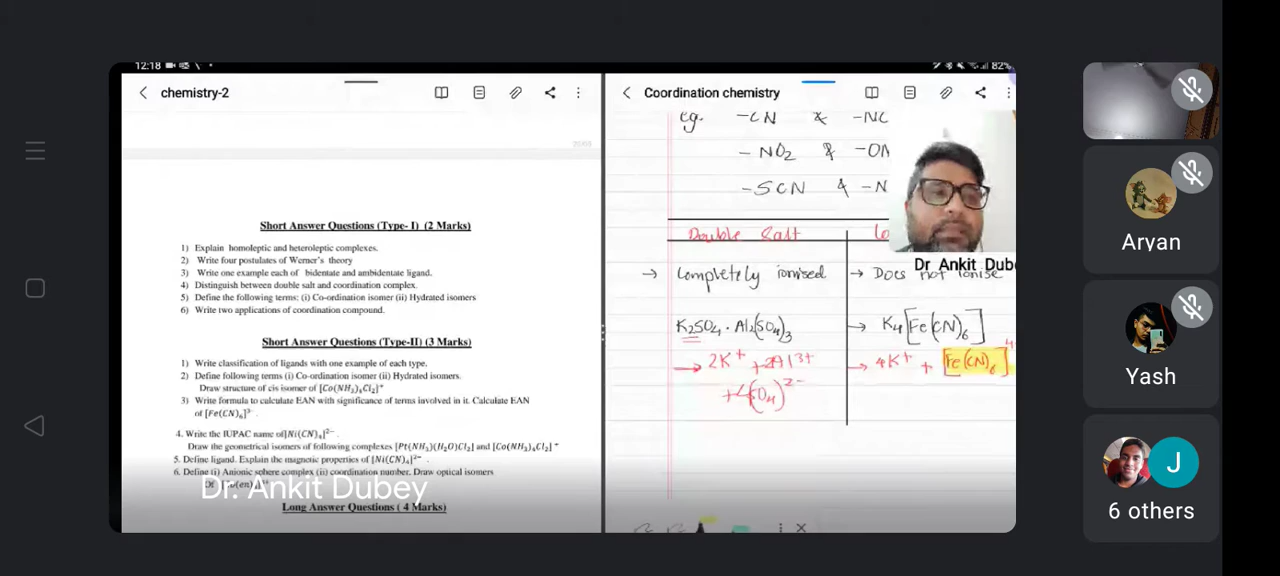 12:18
82%
chemistry-2
Short Answer Questions (Type- I) (2 Marks)
1) Explain homoleptic and heteroleptic complexes.
2) Write four postulates of Werner's theory
3) Write one example each of bidentate and ambidentate ligand.
4) Distinguish between double salt and coordination complex.
5) Define the following terms: (i) Co-ordination isomer (ii) Hydrated isomers
6) Write two applications of coordination compound.
Short Answer Questions (Type-II) (3 Marks)
1) Write classification of ligands with one example of each type.
2) Define following terms (i) Co-ordination isomer (ii) Hydrated isomers
Draw structure of cis isomer of [Co(NH3)4Cl2]+
3) Write formula to calculate EAN with significance of terms involved in it. Calculate EAN
of [Fe(CN)6]3-
4. Write the IUPAC name of[Ni(CN)4]2-
Draw the geometrical isomers of following complexes [Pt(NH3)(H2O)Cl2] and [Co(NH3)4Cl2]+
5. Define ligand. Explain the magnetic properties of [Ni(CN)4]2-
6. Define (i) Anionic sphere complex (ii) coordination number. Draw optical isomers
Of
Dr. Ankit Dubey
Long Answer Questions ( 4 Marks)
Coordination chemistry
eg. -CN & -NC
- NO2 & -ON
-SCN & -N
Double Salt
→ Completely ionised
K2SO4 . Al2(SO4)3
→ 2K+ + 2Al3+
+ 4(SO4)2-
→ Does not ionise
→ K4[Fe(CN)6]
→ 4K+ + [Fe(CN)6]4-
Dr Ankit Dubey
Aryan
Yash
J
6 others